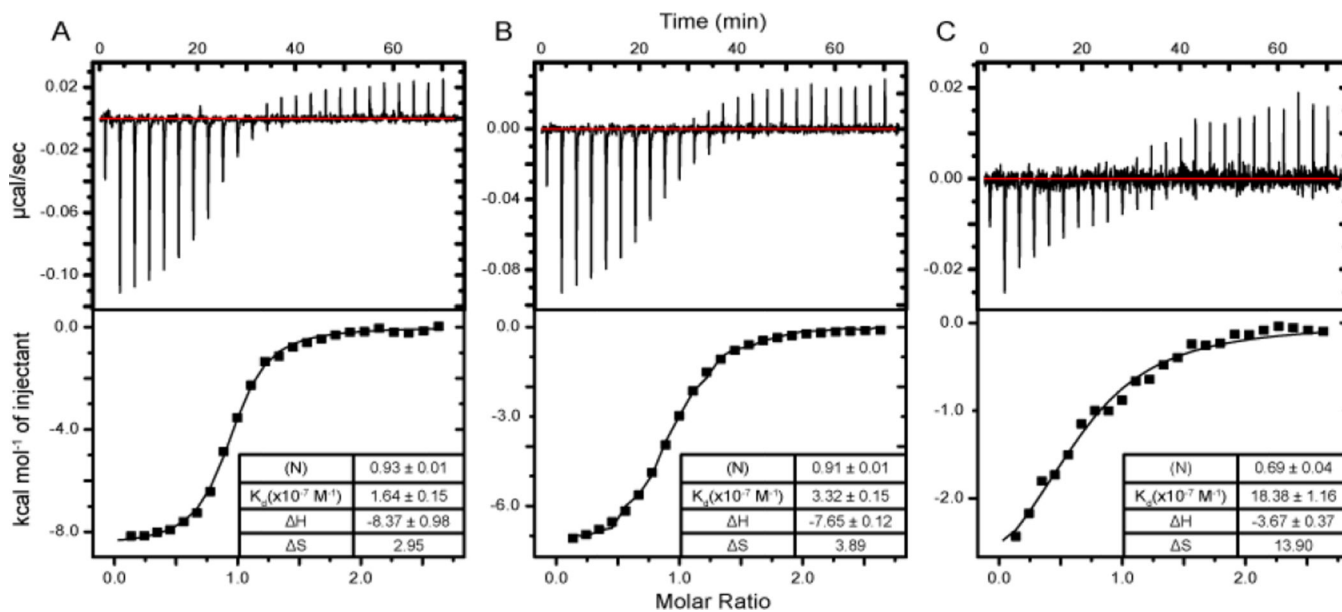 Time (min)
A
0 20 40 60
B
0 20 40 60
C
0 20 40 60
µcal/sec
0.02
0.00
-0.02
-0.06
-0.10
0.00
-0.04
-0.08
0.02
0.00
-0.02
kcal mol-1 of injectant
0.0
-4.0
-8.0
(N) 0.93 ± 0.01
Kd(x10-7 M-1) 1.64 ± 0.15
ΔH -8.37 ± 0.98
ΔS 2.95
0.0 1.0 2.0
0.0
-3.0
-6.0
(N) 0.91 ± 0.01
Kd(x10-7 M-1) 3.32 ± 0.15
ΔH -7.65 ± 0.12
ΔS 3.89
0.0 1.0 2.0
0.0
-1.0
-2.0
(N) 0.69 ± 0.04
Kd(x10-7 M-1) 18.38 ± 1.16
ΔH -3.67 ± 0.37
ΔS 13.90
0.0 1.0 2.0
Molar Ratio